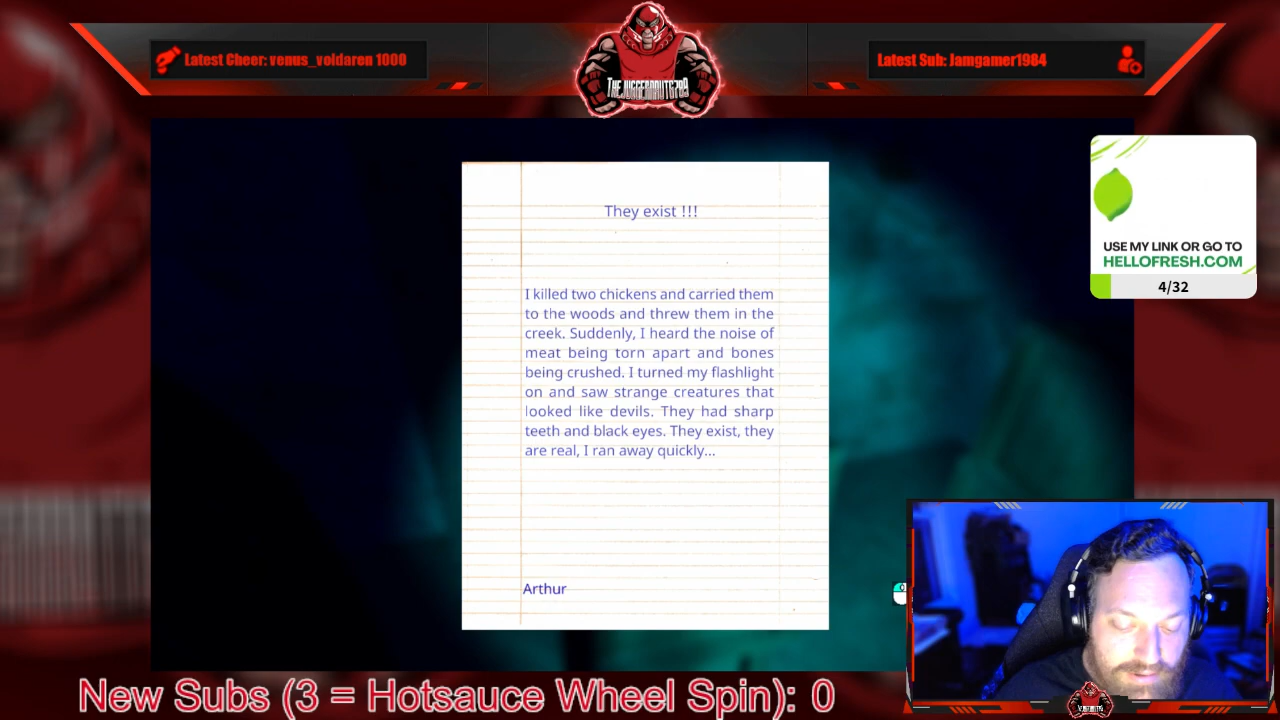 Latest Cheer: venus_voldaren 1000
THEJUGGERNAUT6789
Latest Sub: Jamgamer1984
USE MY LINK OR GO TO
HELLOFRESH.COM
4/32
They exist !!!
I killed two chickens and carried them
to the woods and threw them in the
creek. Suddenly, I heard the noise of
meat being torn apart and bones
being crushed. I turned my flashlight
on and saw strange creatures that
looked like devils. They had sharp
teeth and black eyes. They exist, they
are real, I ran away quickly...
Arthur
New Subs (3 = Hotsauce Wheel Spin): 0